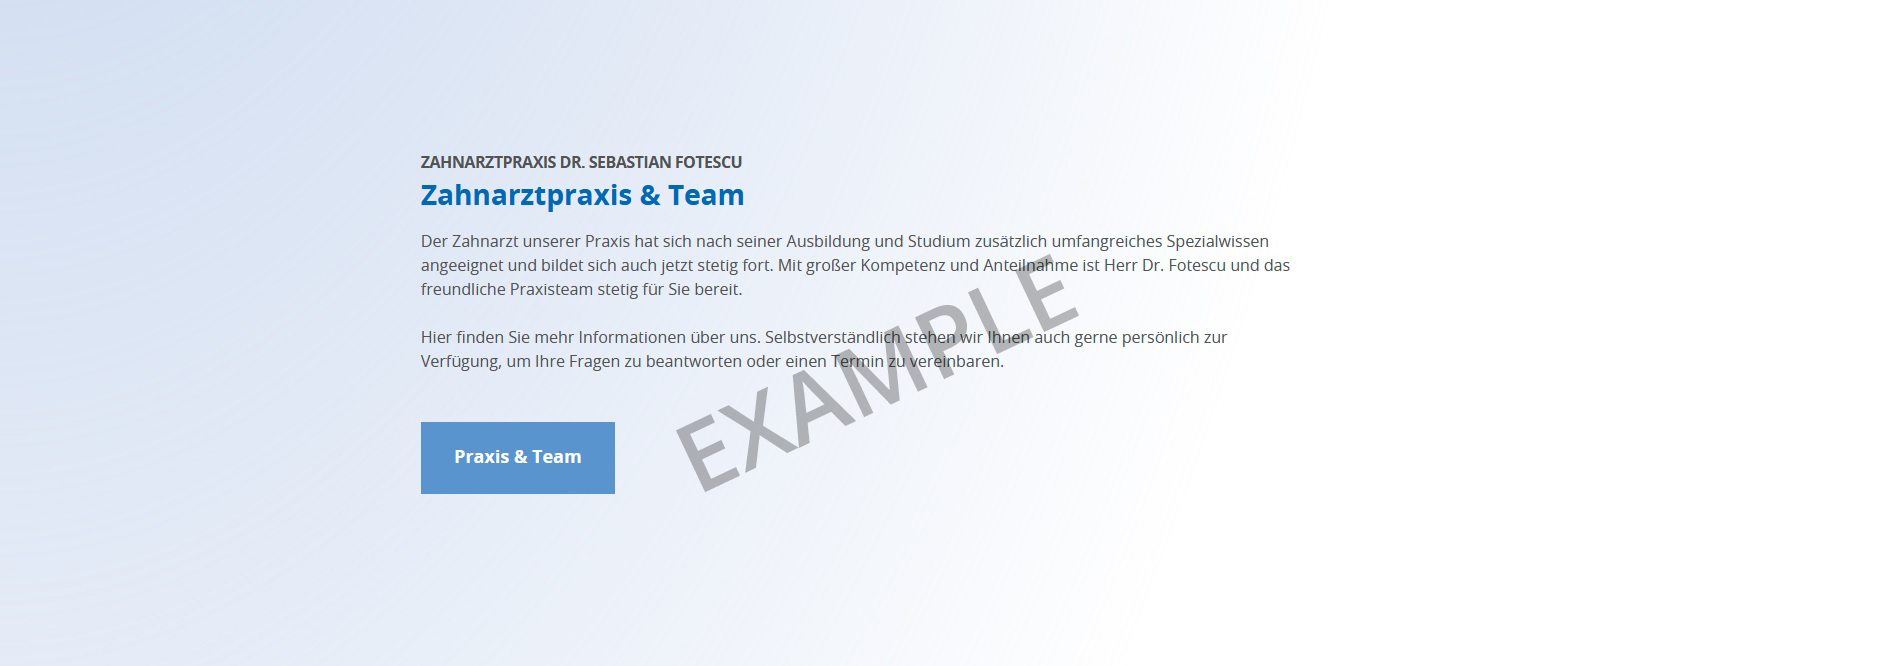 ZAHNARZTPRAXIS DR. SEBASTIAN FOTESCU
Zahnarztpraxis & Team
Der Zahnarzt unserer Praxis hat sich nach seiner Ausbildung und Studium zusätzlich umfangreiches Spezialwissen
angeeignet und bildet sich auch jetzt stetig fort. Mit großer Kompetenz und Anteilnahme ist Herr Dr. Fotescu und das
freundliche Praxisteam stetig für Sie bereit.
Hier finden Sie mehr Informationen über uns. Selbstverständlich stehen wir Ihnen auch gerne persönlich zur
Verfügung, um Ihre Fragen zu beantworten oder einen Termin zu vereinbaren.
EXAMPLE
Praxis & Team